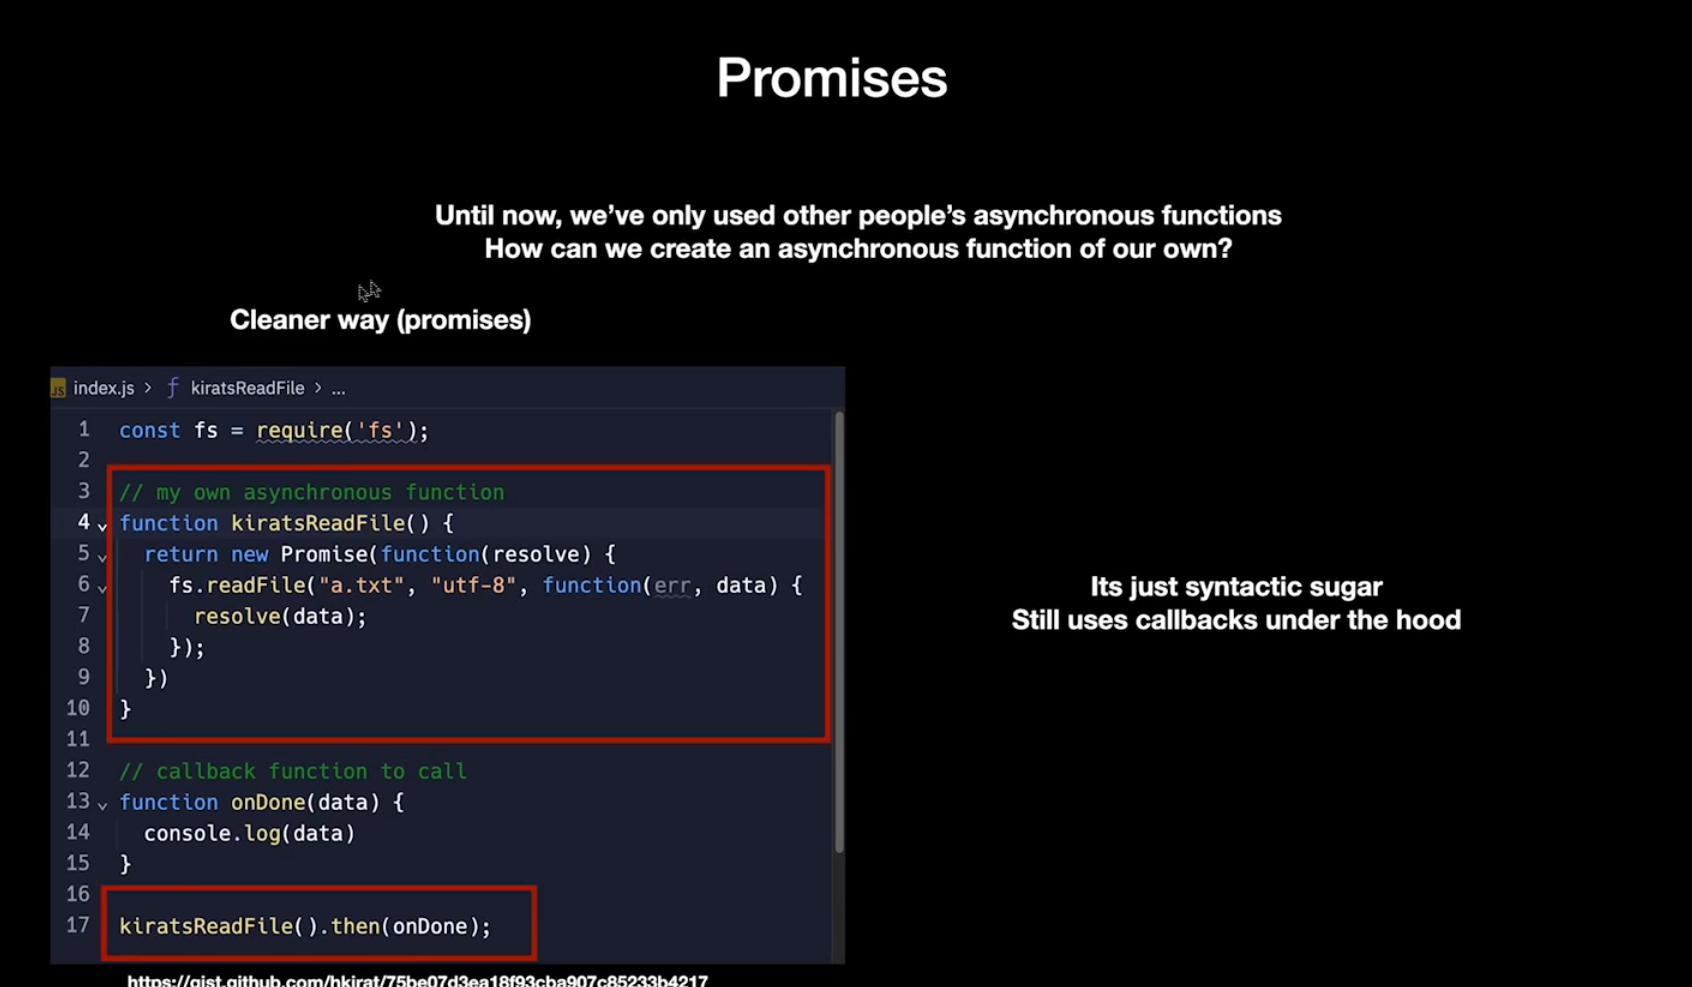 Promises
Until now, we've only used other people's asynchronous functions
How can we create an asynchronous function of our own?
Cleaner way (promises)
JS index.js > ƒ kiratsReadFile > ...
1 const fs = require('fs');
2
3 // my own asynchronous function
4 function kiratsReadFile() {
5 return new Promise(function(resolve) {
6 fs.readFile("a.txt", "utf-8", function(err, data) {
7 resolve(data);
8 });
9 })
10 }
11
12 // callback function to call
13 function onDone(data) {
14 console.log(data)
15 }
16
17 kiratsReadFile().then(onDone);
Its just syntactic sugar
Still uses callbacks under the hood
https://gist.github.com/hkirat/75be07d3ea18f93cba907c85233b4217